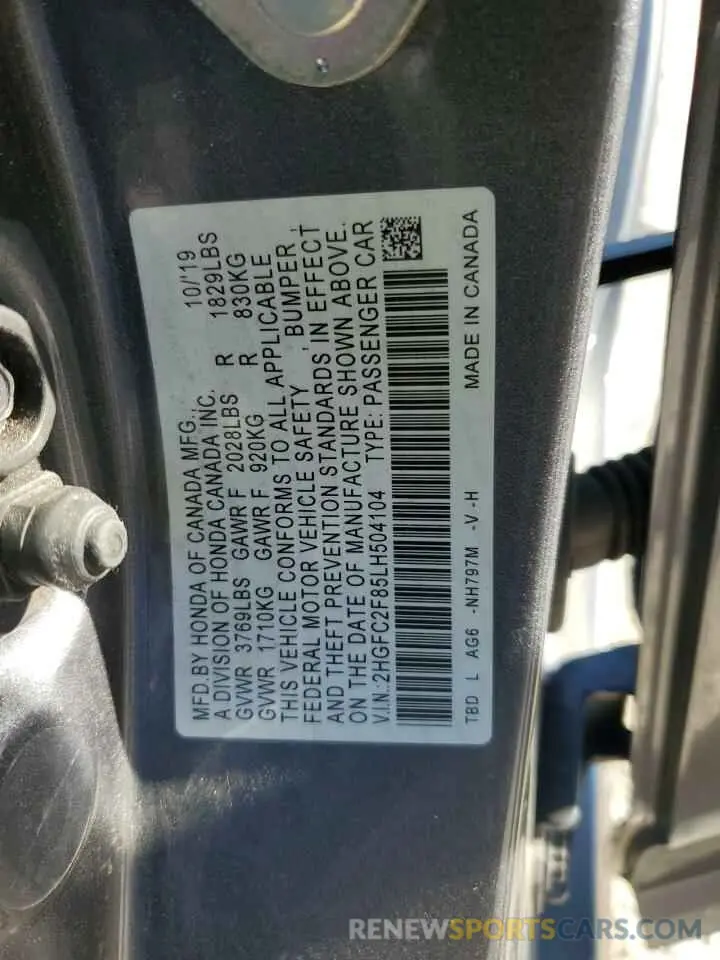 MFD.BY HONDA OF CANADA MFG., 10/'19
A DIVISION OF HONDA CANADA INC.
GVWR 3769LBS GAWR F 2028LBS R 1829LBS
GVWR 1710KG GAWR F 920KG R 830KG
THIS VEHICLE CONFORMS TO ALL APPLICABLE
FEDERAL MOTOR VEHICLE SAFETY , BUMPER ,
AND THEFT PREVENTION STANDARDS IN EFFECT
ON THE DATE OF MANUFACTURE SHOWN ABOVE.
V.I.N.:2HGFC2F85LH504104 TYPE: PASSENGER CAR
TBD L AG6 -NH797M -V -H MADE IN CANADA
RENEWSPORTSCARS.COM